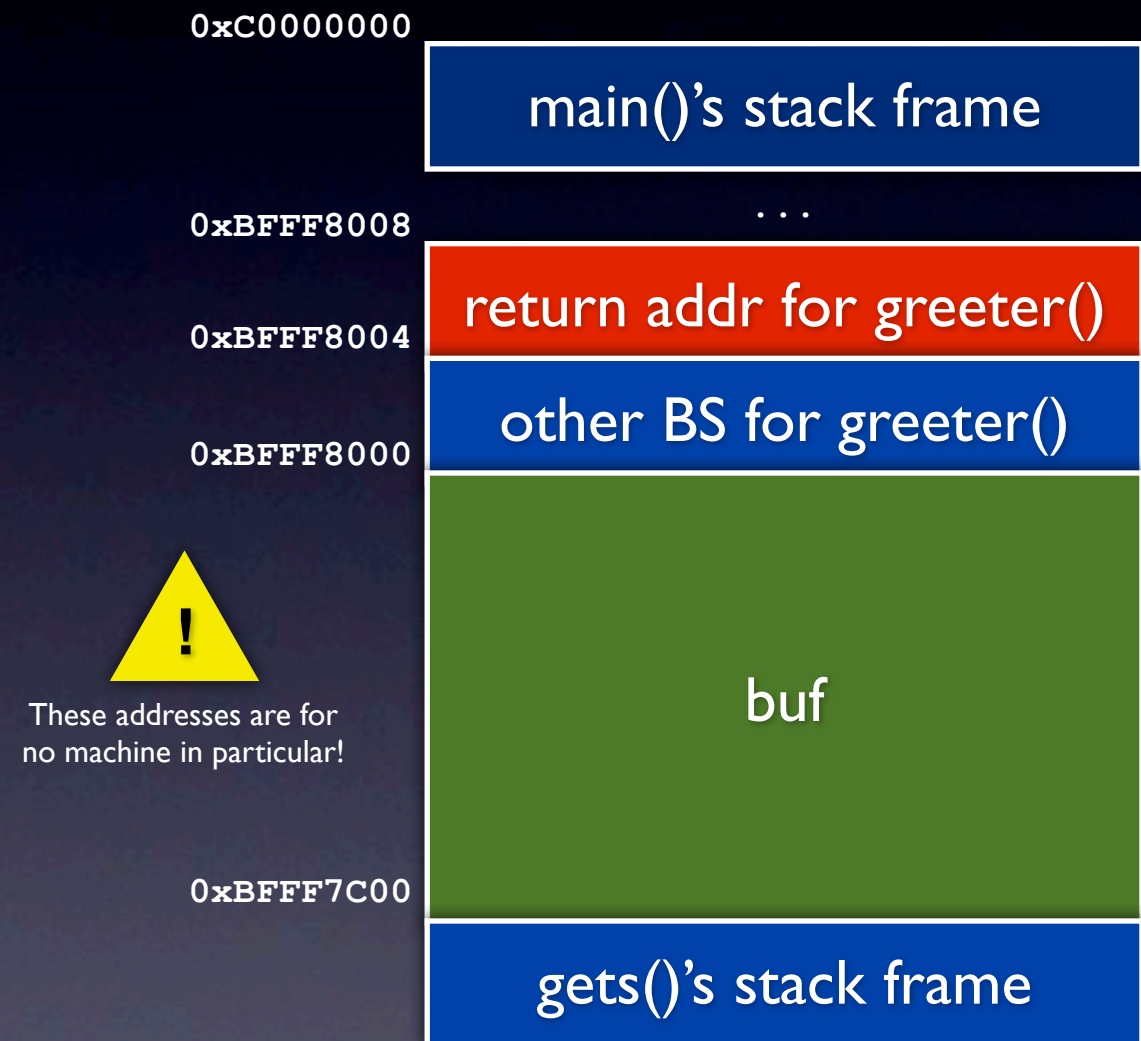 0xC0000000
main()’s stack frame
...
0xBFFF8008
return addr for greeter()
0xBFFF8004
other BS for greeter()
0xBFFF8000
!
These addresses are for
no machine in particular!
buf
0xBFFF7C00
gets()’s stack frame